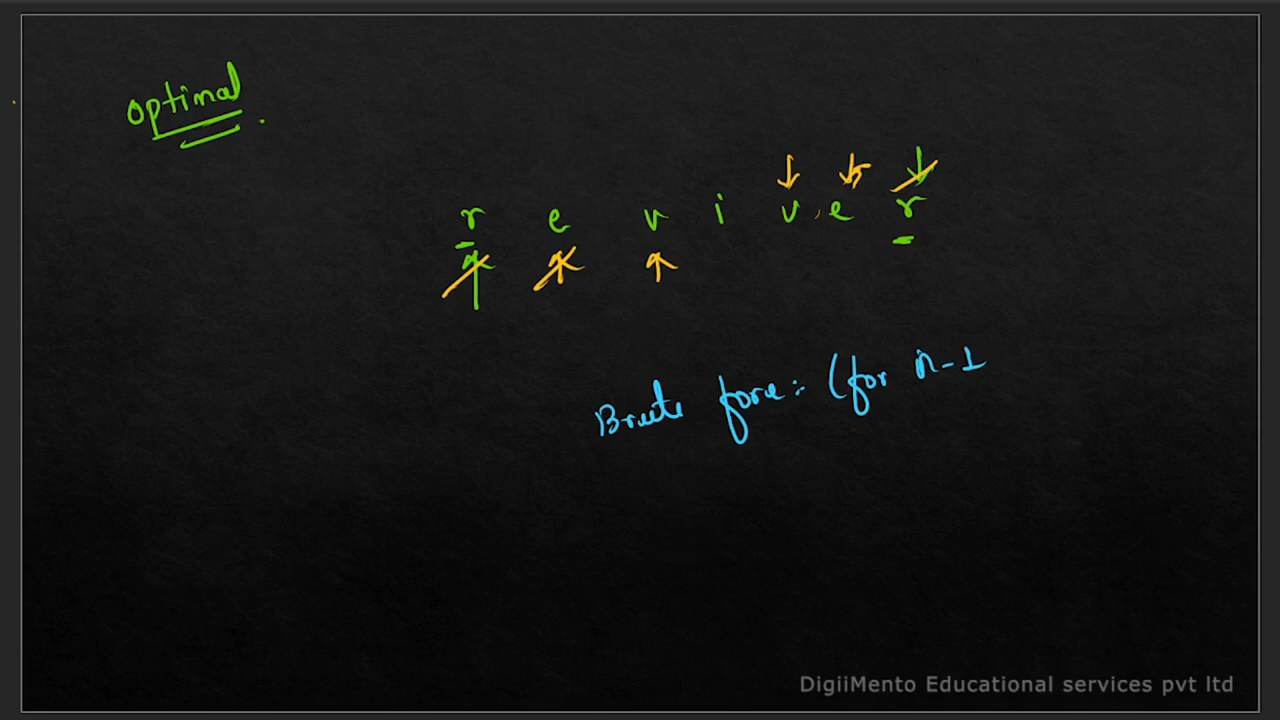 Optimal
r e v i v e r
Brute force :- (for n-1
DigiiMento Educational services pvt ltd